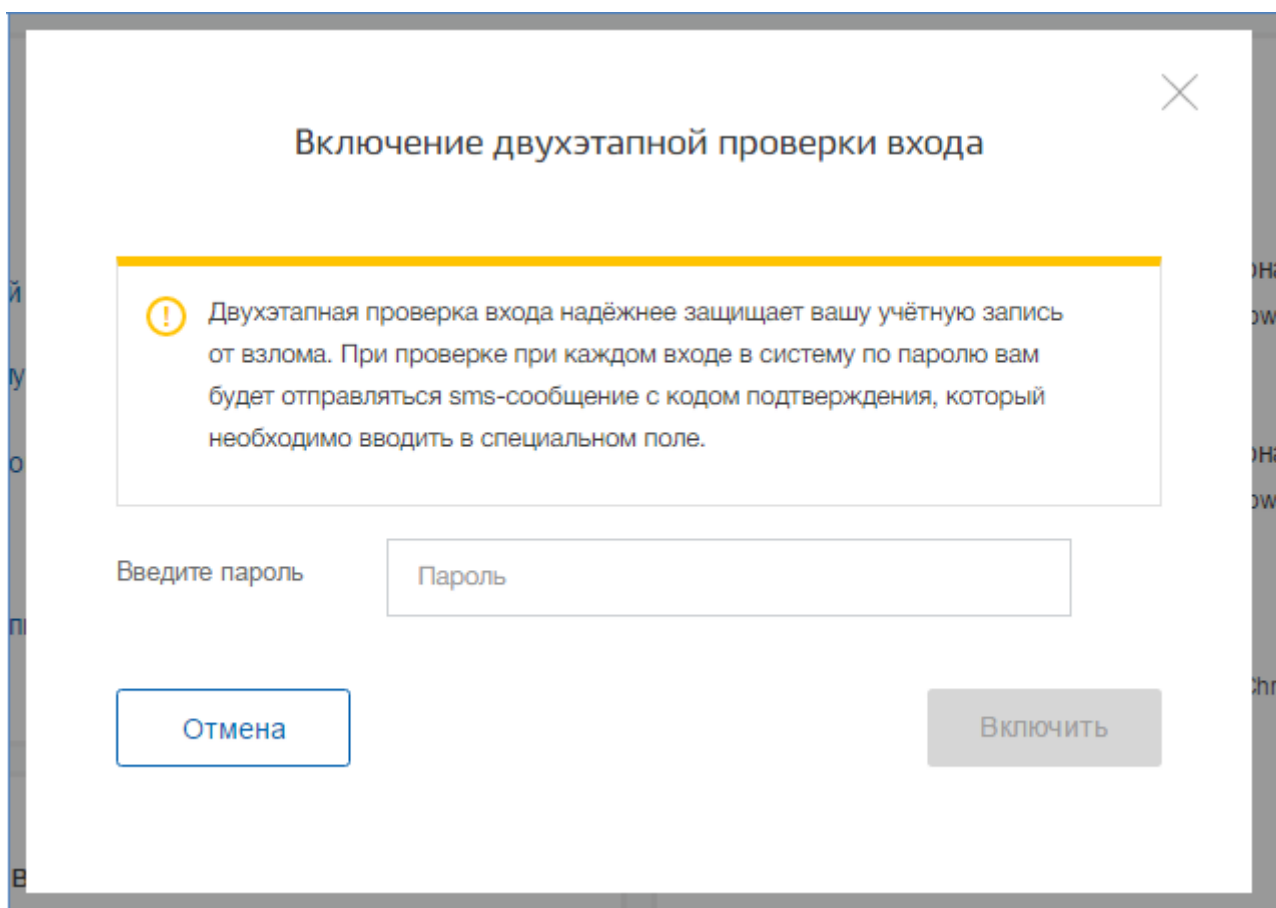 Включение двухэтапной проверки входа
Двухэтапная проверка входа надёжнее защищает вашу учётную запись
от взлома. При проверке при каждом входе в систему по паролю вам
будет отправляться sms-сообщение с кодом подтверждения, который
необходимо вводить в специальном поле.
Введите пароль
Пароль
Отмена
Включить